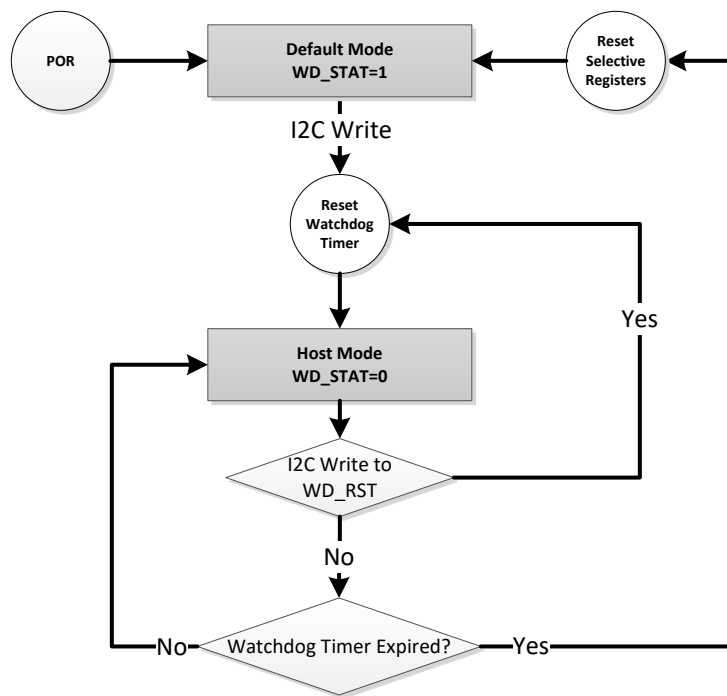 POR
Default Mode
WD_STAT=1
Reset
Selective
Registers
I2C Write
Reset
Watchdog
Timer
Yes
Host Mode
WD_STAT=0
I2C Write to
WD_RST
No
No
Watchdog Timer Expired?
Yes